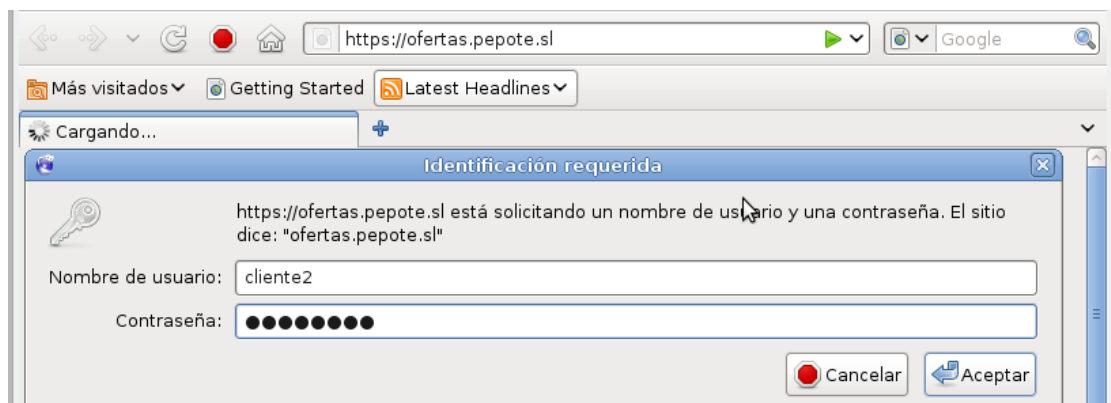 https://ofertas.pepote.sl Google
Más visitados Getting Started Latest Headlines
Cargando...
Identificación requerida
https://ofertas.pepote.sl está solicitando un nombre de usuario y una contraseña. El sitio
dice: "ofertas.pepote.sl"
Nombre de usuario: cliente2
Contraseña: ●●●●●●●●
Cancelar Aceptar